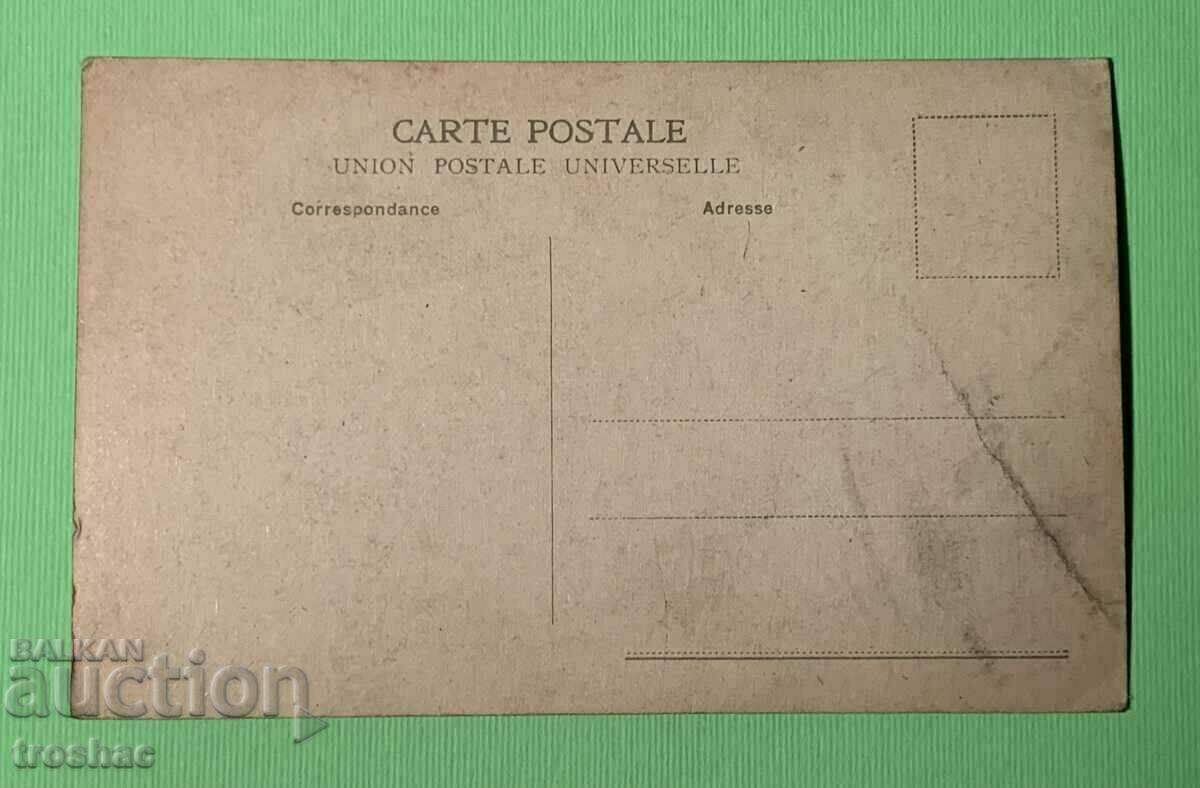 CARTE POSTALE
UNION POSTALE UNIVERSELLE
Correspondance
Adresse
BALKAN
auction
troshac